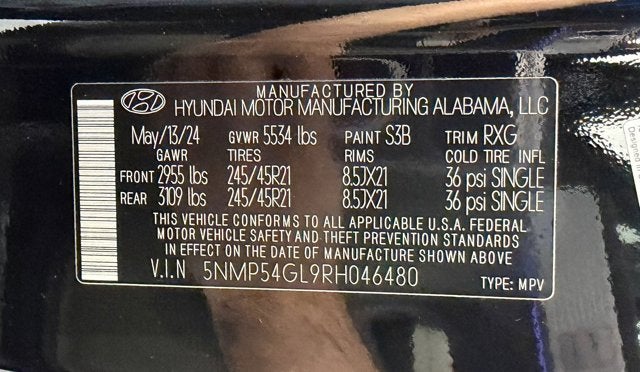 MANUFACTURED BY
HYUNDAI MOTOR MANUFACTURING ALABAMA, LLC
May/13/24 GVWR 5534 lbs PAINT S3B TRIM RXG
GAWR TIRES RIMS COLD TIRE INFL
FRONT 2955 lbs 245/45R21 8.5JX21 36 psi SINGLE
REAR 3109 lbs 245/45R21 8.5JX21 36 psi SINGLE
THIS VEHICLE CONFORMS TO ALL APPLICABLE U.S.A. FEDERAL
MOTOR VEHICLE SAFETY AND THEFT PREVENTION STANDARDS
IN EFFECT ON THE DATE OF MANUFACTURE SHOWN ABOVE
V.I.N 5NMP54GL9RH046480 TYPE: MPV